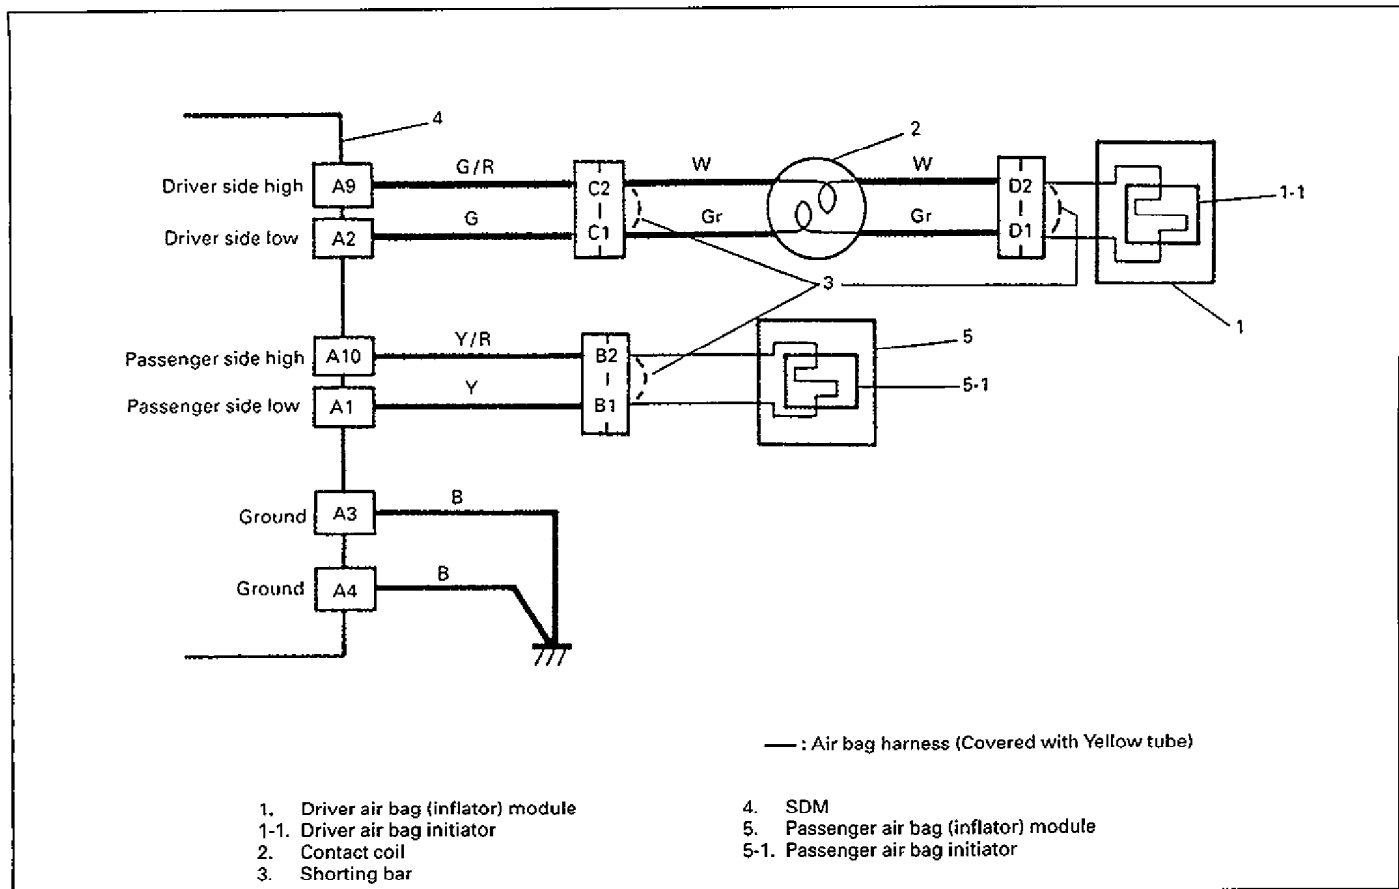 4
2
G/R
W
W
Driver side high
A9
C2
D2
1-1
G
Gr
Gr
Driver side low
A2
C1
D1
3
1
Y/R
5
Passenger side high
A10
B2
5-1
Y
Passenger side low
A1
B1
B
Ground
A3
B
Ground
A4
— : Air bag harness (Covered with Yellow tube)
1. Driver air bag (inflator) module
1-1. Driver air bag initiator
2. Contact coil
3. Shorting bar
4. SDM
5. Passenger air bag (inflator) module
5-1. Passenger air bag initiator